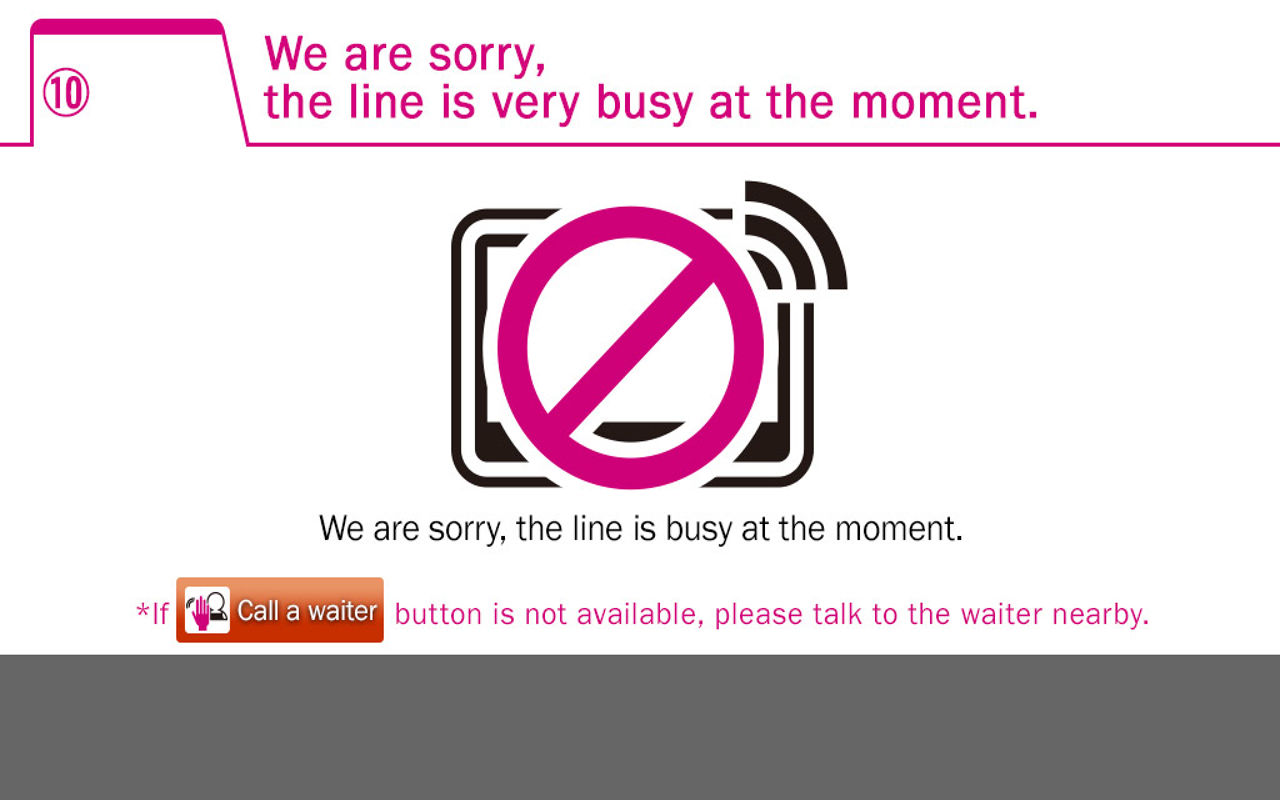 ⑩
We are sorry,
the line is very busy at the moment.
We are sorry, the line is busy at the moment.
*If Call a waiter button is not available, please talk to the waiter nearby.